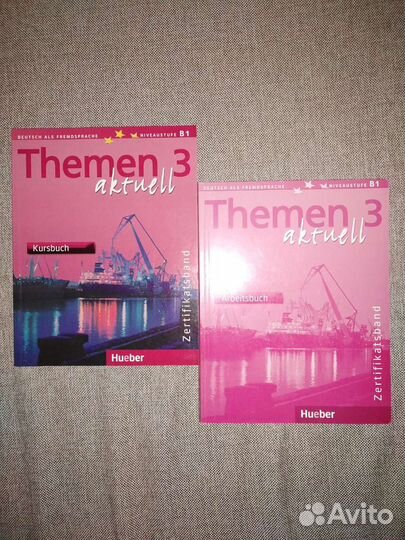 DEUTSCH ALS FREMDSPRACHE NIVEAUSTUFE B1
Themen 3
aktuell
Kursbuch
Zertifikatsband
Hueber
DEUTSCH ALS FREMDSPRACHE NIVEAUSTUFE B1
Themen 3
aktuell
Arbeitsbuch
Zertifikatsband
Hueber
Avito